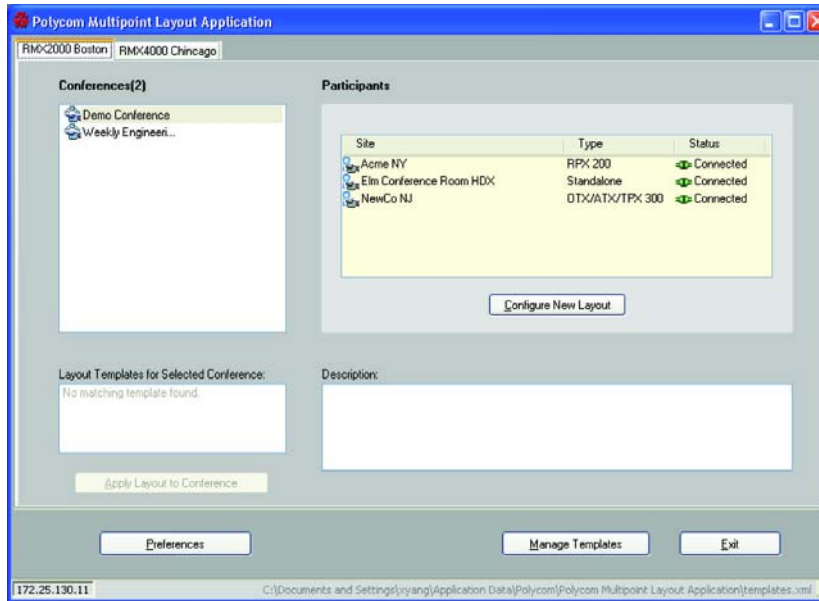 Polycom Multipoint Layout Application
RMX2000 Boston RMX4000 Chincago
Conferences(2)
Demo Conference
Weekly Engineeri...
Participants
Site Type Status
Acme NY RPX 200 Connected
Elm Conference Room HDX Standalone Connected
NewCo NJ OTX/ATX/TPX 300 Connected
Configure New Layout
Layout Templates for Selected Conference:
No matching template found.
Description:
Apply Layout to Conference
Preferences Manage Templates Exit
172.25.130.11 C:\Documents and Settings\xyang\Application Data\Polycom\Polycom Multipoint Layout Application\templates.xml